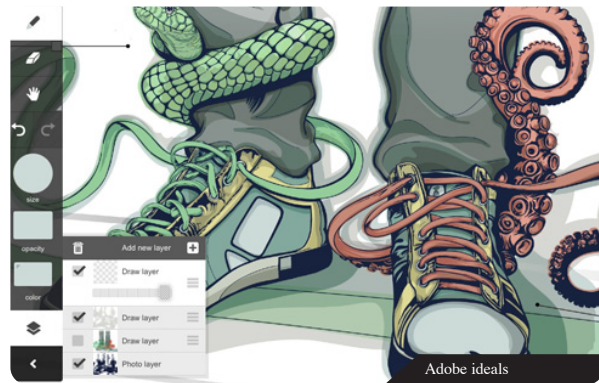 size
opacity
color
Add new layer
Draw layer
Draw layer
Draw layer
Photo layer
Adobe ideals